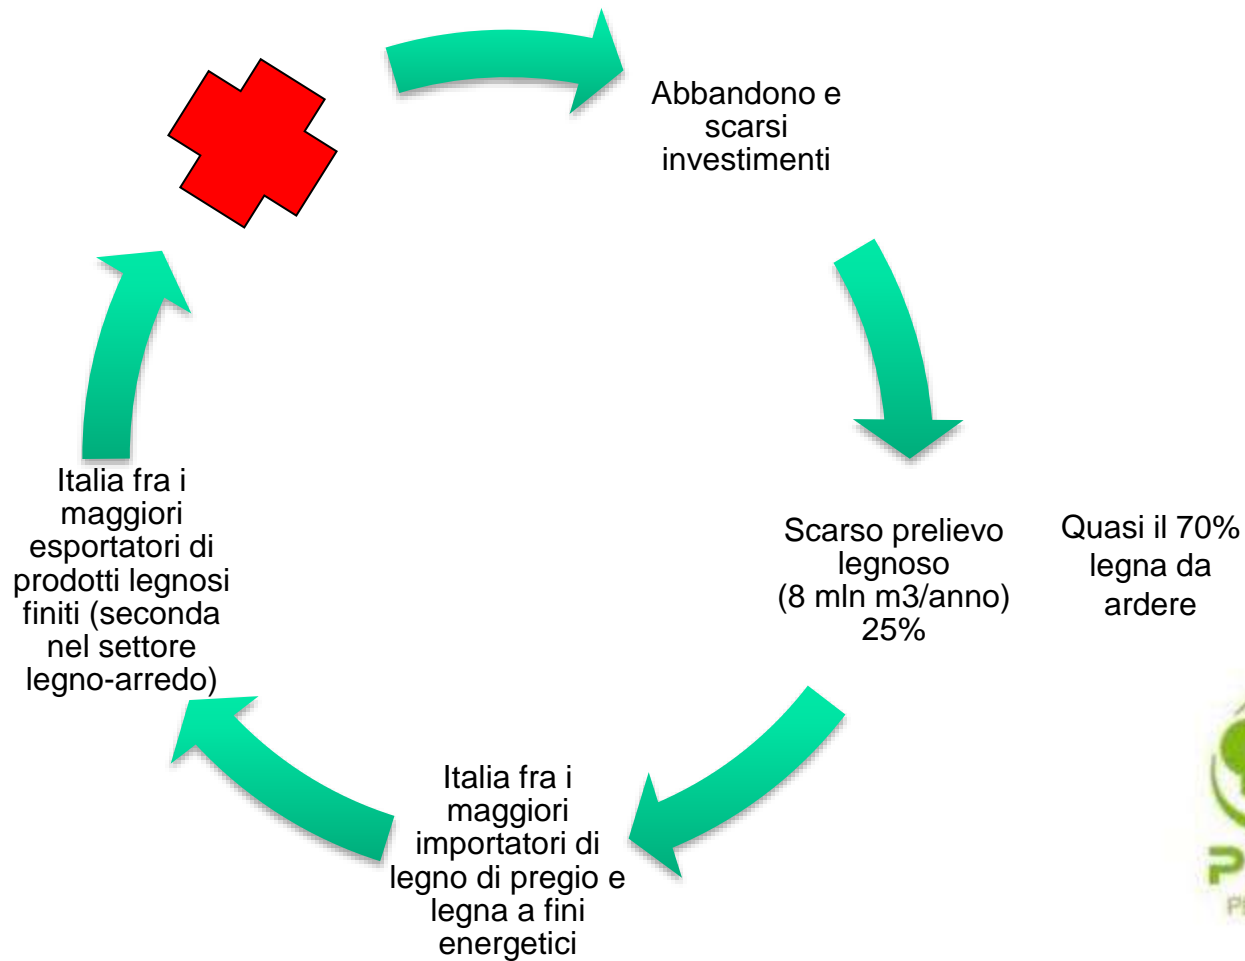 Abbandono e
scarsi
investimenti
Scarso prelievo
legnoso
(8 mln m3/anno)
25%
Quasi il 70%
legna da
ardere
Italia fra i
maggiori
importatori di
legno di pregio e
legna a fini
energetici
Italia fra i
maggiori
esportatori di
prodotti legnosi
finiti (seconda
nel settore
legno-arredo)